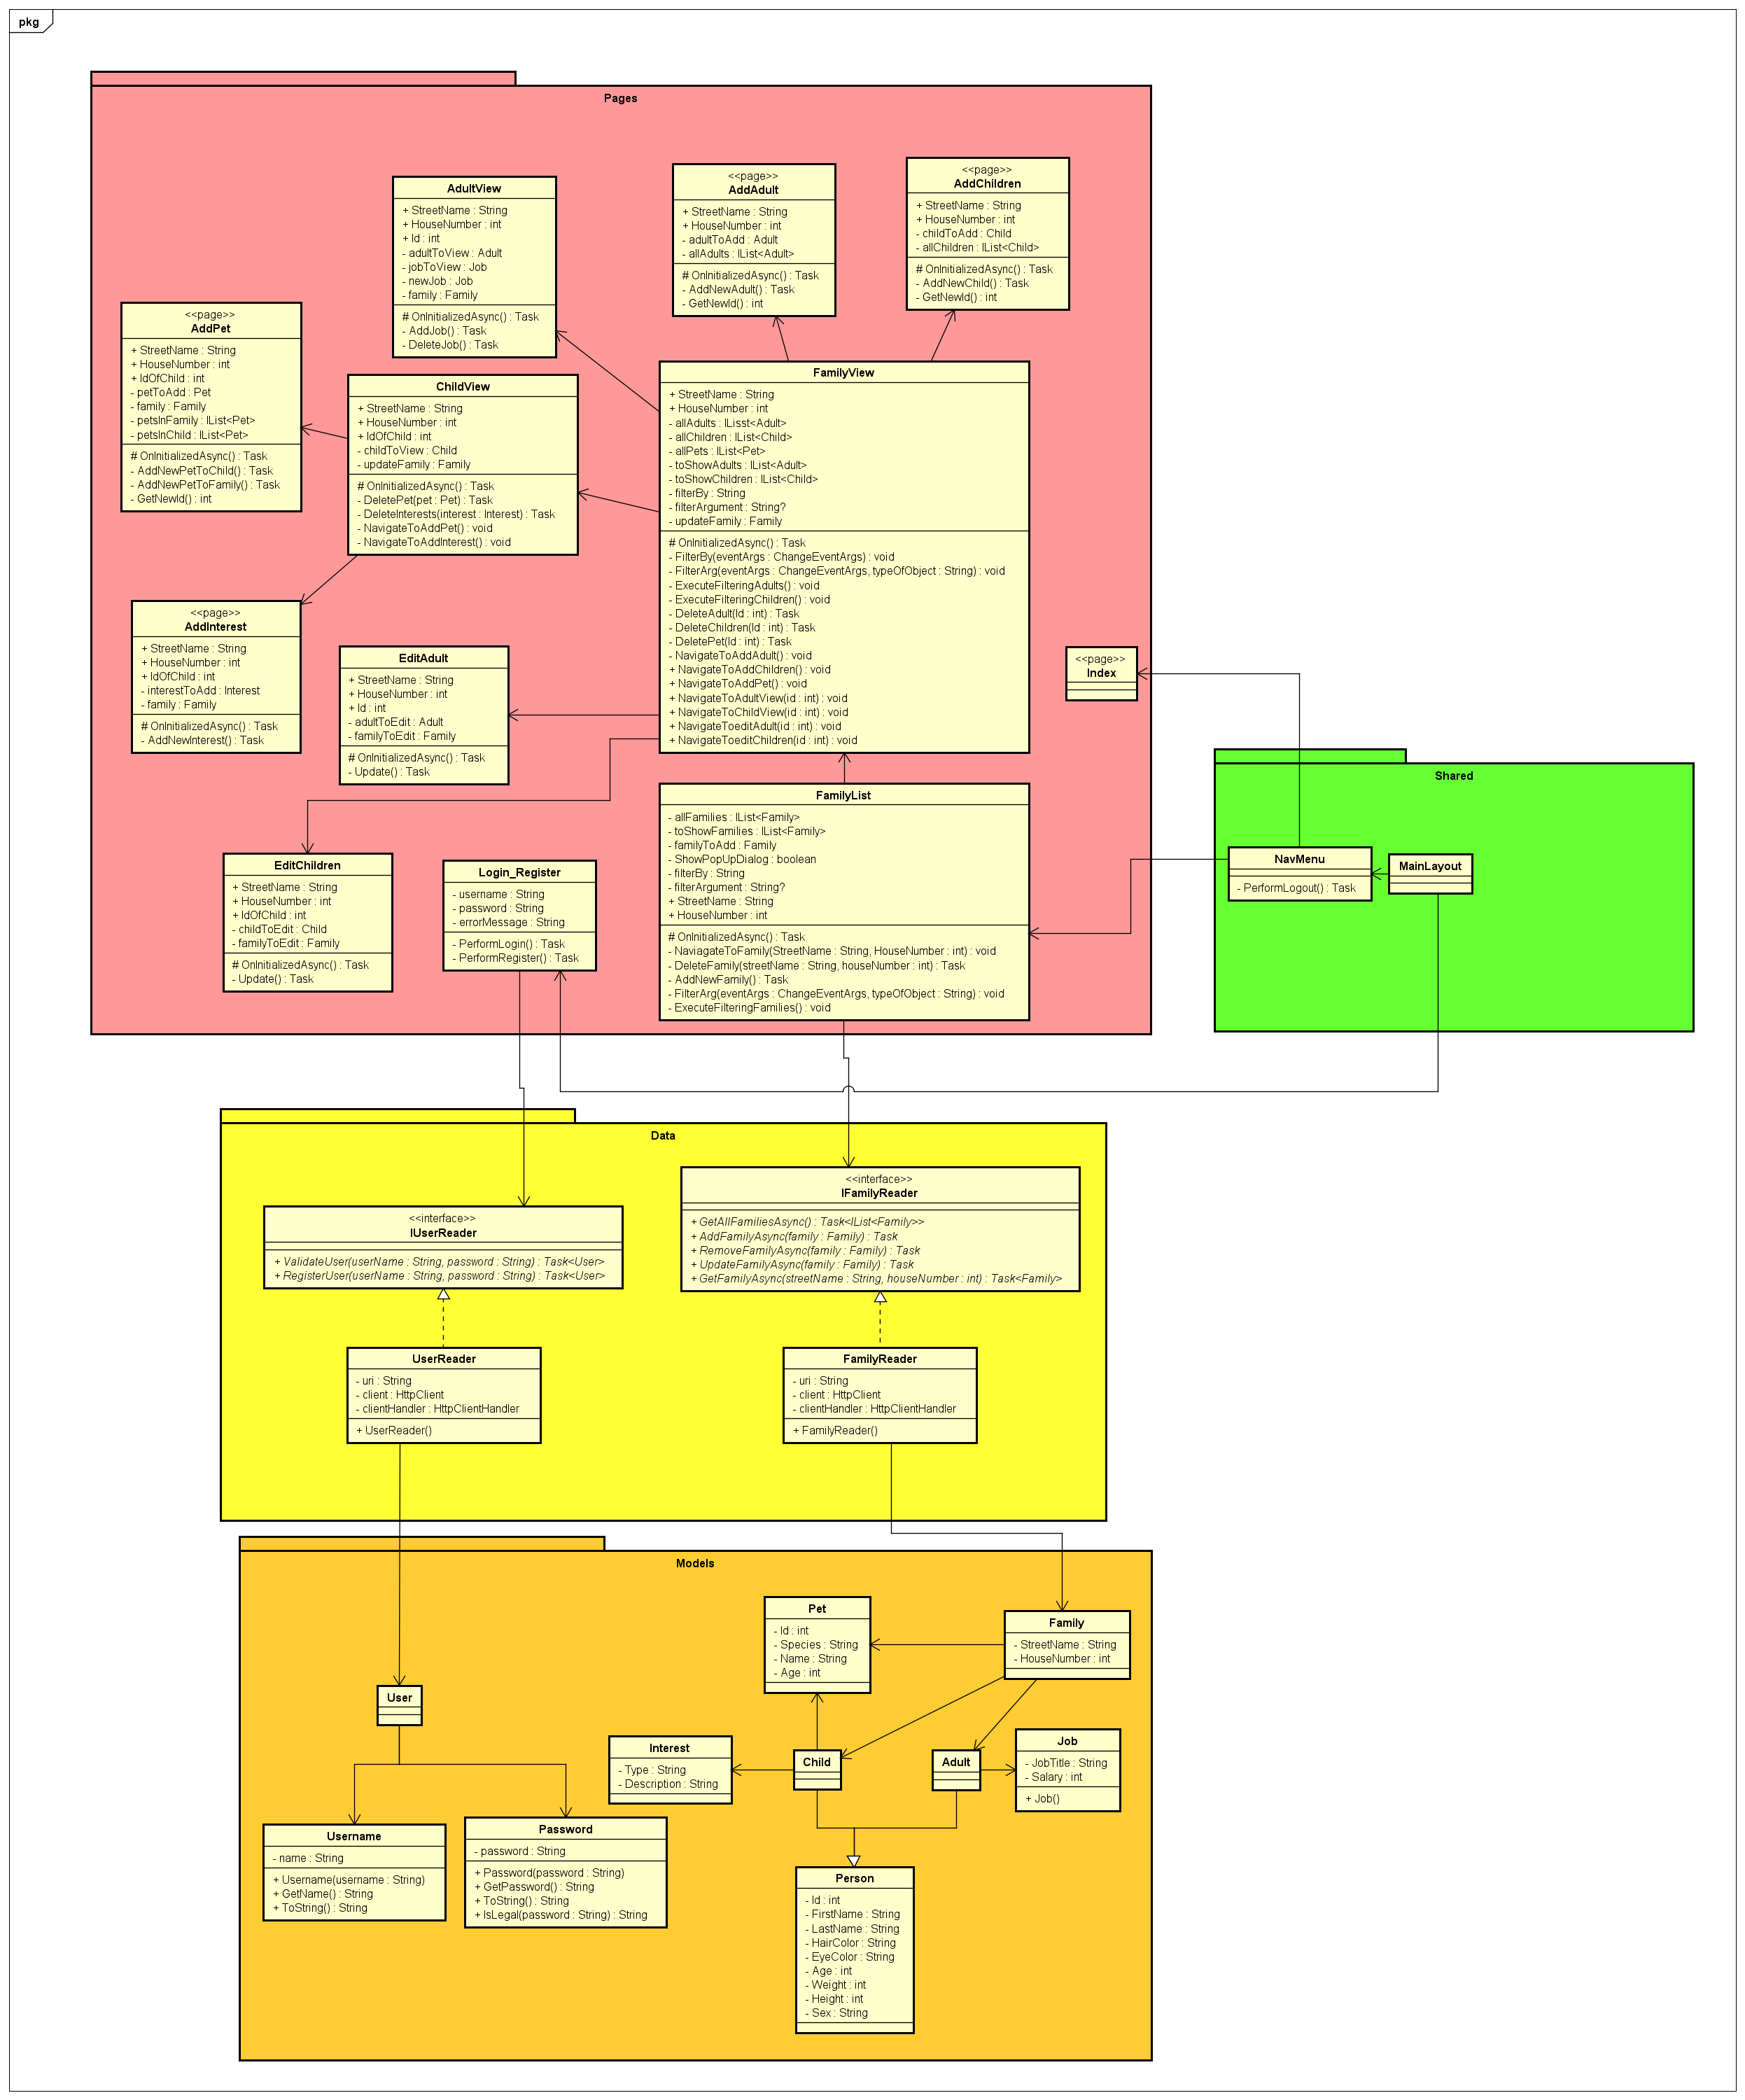 pkg
Pages
AdultView
+ StreetName : String
+ HouseNumber : int
+ Id : int
- adultToView : Adult
- jobToView : Job
- newJob : Job
- family : Family
# OnInitializedAsync() : Task
- AddJob() : Task
- DeleteJob() : Task
<<page>>
AddAdult
+ StreetName : String
+ HouseNumber : int
- adultToAdd : Adult
- allAdults : IList<Adult>
# OnInitializedAsync() : Task
- AddNewAdult() : Task
- GetNewId() : int
<<page>>
AddChildren
+ StreetName : String
+ HouseNumber : int
- childToAdd : Child
- allChildren : IList<Child>
# OnInitializedAsync() : Task
- AddNewChild() : Task
- GetNewId() : int
<<page>>
AddPet
+ StreetName : String
+ HouseNumber : int
+ IdOfChild : int
- petToAdd : Pet
- family : Family
- petsInFamily : IList<Pet>
- petsInChild : IList<Pet>
# OnInitializedAsync() : Task
- AddNewPetToChild() : Task
- AddNewPetToFamily() : Task
- GetNewId() : int
ChildView
+ StreetName : String
+ HouseNumber : int
+ IdOfChild : int
- childToView : Child
- updateFamily : Family
# OnInitializedAsync() : Task
- DeletePet(pet : Pet) : Task
- DeleteInterests(interest : Interest) : Task
- NavigateToAddPet() : void
- NavigateToAddInterest() : void
FamilyView
+ StreetName : String
+ HouseNumber : int
- allAdults : ILisst<Adult>
- allChildren : IList<Child>
- allPets : IList<Pet>
- toShowAdults : IList<Adult>
- toShowChildren : IList<Child>
- filterBy : String
- filterArgument : String?
- updateFamily : Family
# OnInitializedAsync() : Task
- FilterBy(eventArgs : ChangeEventArgs) : void
- FilterArg(eventArgs : ChangeEventArgs, typeOfObject : String) : void
- ExecuteFilteringAdults() : void
- ExecuteFilteringChildren() : void
- DeleteAdult(Id : int) : Task
- DeleteChildren(Id : int) : Task
- DeletePet(Id : int) : Task
- NavigateToAddAdult() : void
+ NavigateToAddChildren() : void
+ NavigateToAddPet() : void
+ NavigateToAdultView(id : int) : void
+ NavigateToChildView(id : int) : void
+ NavigateToeditAdult(id : int) : void
+ NavigateToeditChildren(id : int) : void
<<page>>
AddInterest
+ StreetName : String
+ HouseNumber : int
+ IdOfChild : int
- interestToAdd : Interest
- family : Family
# OnInitializedAsync() : Task
- AddNewInterest() : Task
EditAdult
+ StreetName : String
+ HouseNumber : int
+ Id : int
- adultToEdit : Adult
- familyToEdit : Family
# OnInitializedAsync() : Task
- Update() : Task
<<page>>
Index
EditChildren
+ StreetName : String
+ HouseNumber : int
+ IdOfChild : int
- childToEdit : Child
- familyToEdit : Family
# OnInitializedAsync() : Task
- Update() : Task
Login_Register
- username : String
- password : String
- errorMessage : String
- PerformLogin() : Task
- PerformRegister() : Task
FamilyList
- allFamilies : IList<Family>
- toShowFamilies : IList<Family>
- familyToAdd : Family
- ShowPopUpDialog : boolean
- filterBy : String
- filterArgument : String?
+ StreetName : String
+ HouseNumber : int
# OnInitializedAsync() : Task
- NaviagateToFamily(StreetName : String, HouseNumber : int) : void
- DeleteFamily(streetName : String, houseNumber : int) : Task
- AddNewFamily() : Task
- FilterArg(eventArgs : ChangeEventArgs, typeOfObject : String) : void
- ExecuteFilteringFamilies() : void
Shared
NavMenu
- PerformLogout() : Task
MainLayout
Data
<<interface>>
IUserReader
+ ValidateUser(userName : String, password : String) : Task<User>
+ RegisterUser(userName : String, password : String) : Task<User>
<<interface>>
IFamilyReader
+ GetAllFamiliesAsync() : Task<IList<Family>>
+ AddFamilyAsync(family : Family) : Task
+ RemoveFamilyAsync(family : Family) : Task
+ UpdateFamilyAsync(family : Family) : Task
+ GetFamilyAsync(streetName : String, houseNumber : int) : Task<Family>
UserReader
- uri : String
- client : HttpClient
- clientHandler : HttpClientHandler
+ UserReader()
FamilyReader
- uri : String
- client : HttpClient
- clientHandler : HttpClientHandler
+ FamilyReader()
Models
Pet
- Id : int
- Species : String
- Name : String
- Age : int
Family
- StreetName : String
- HouseNumber : int
User
Interest
- Type : String
- Description : String
Child
Adult
Job
- JobTitle : String
- Salary : int
+ Job()
Username
- name : String
+ Username(username : String)
+ GetName() : String
+ ToString() : String
Password
- password : String
+ Password(password : String)
+ GetPassword() : String
+ ToString() : String
+ IsLegal(password : String) : String
Person
- Id : int
- FirstName : String
- LastName : String
- HairColor : String
- EyeColor : String
- Age : int
- Weight : int
- Height : int
- Sex : String